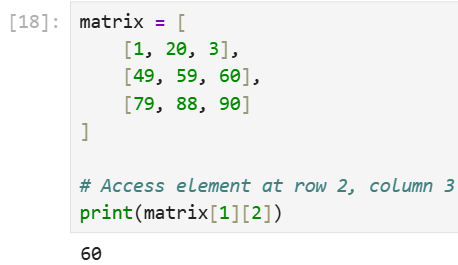 [18]: matrix = [
    [1, 20, 3],
    [49, 59, 60],
    [79, 88, 90]
]

# Access element at row 2, column 3
print(matrix[1][2])
60